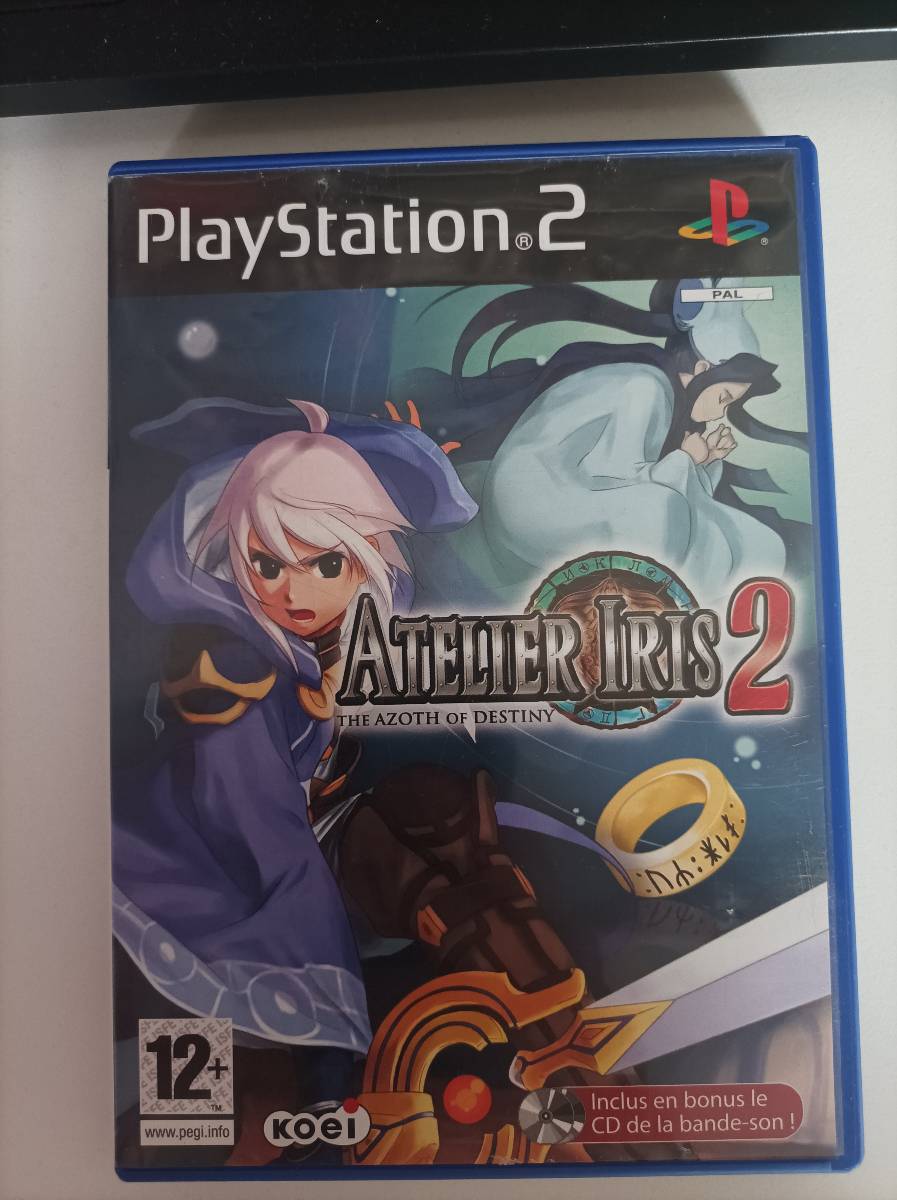 PlayStation®2
PAL
ATELIER IRIS 2
THE AZOTH OF DESTINY
12+
TM
www.pegi.info
KOEI
Inclus en bonus le
CD de la bande-son !